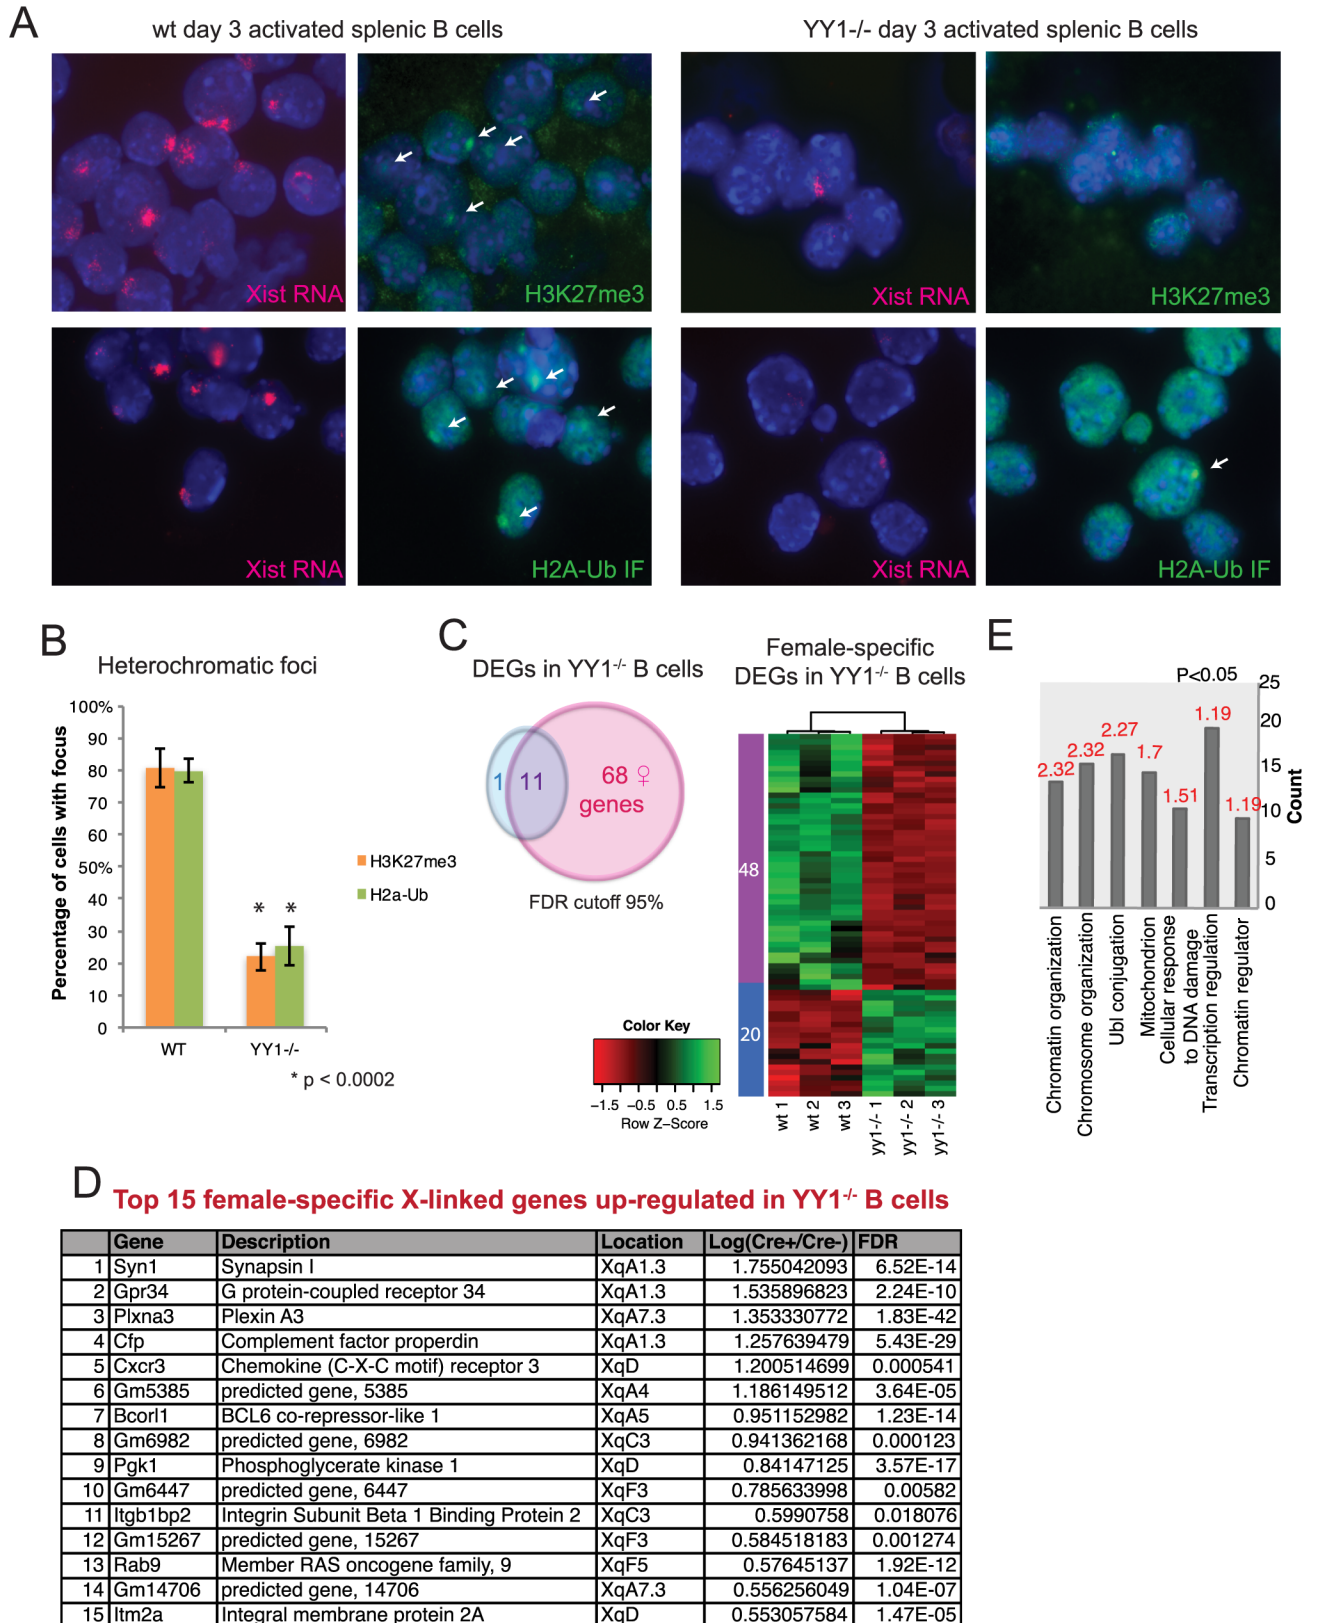 A
wt day 3 activated splenic B cells
YY1-/- day 3 activated splenic B cells
Xist RNA
H3K27me3
Xist RNA
H3K27me3
Xist RNA
H2A-Ub IF
Xist RNA
H2A-Ub IF
B
Heterochromatic foci
Percentage of cells with focus
100%
90
80
70
60
50%
40
30
20
10
0
* *
WT
YY1-/-
* p < 0.0002
H3K27me3
H2a-Ub
C
DEGs in YY1-/- B cells
1
11
68 ♀
genes
FDR cutoff 95%
Female-specific
DEGs in YY1-/- B cells
48
20
wt 1
wt 2
wt 3
yy1-/- 1
yy1-/- 2
yy1-/- 3
Color Key
−1.5 −0.5 0.5 1.5
Row Z−Score
E
P<0.05
2.32
2.32
2.27
1.7
1.51
1.19
1.19
25
20
15
10
5
0
Count
Chromatin organization
Chromosome organization
Ubl conjugation
Mitochondrion
Cellular response
to DNA damage
Transcription regulation
Chromatin regulator
D
Top 15 female-specific X-linked genes up-regulated in YY1-/- B cells
Gene Description Location Log(Cre+/Cre-) FDR
1 Syn1 Synapsin I XqA1.3 1.755042093 6.52E-14
2 Gpr34 G protein-coupled receptor 34 XqA1.3 1.535896823 2.24E-10
3 Plxna3 Plexin A3 XqA7.3 1.353330772 1.83E-42
4 Cfp Complement factor properdin XqA1.3 1.257639479 5.43E-29
5 Cxcr3 Chemokine (C-X-C motif) receptor 3 XqD 1.200514699 0.000541
6 Gm5385 predicted gene, 5385 XqA4 1.186149512 3.64E-05
7 Bcorl1 BCL6 co-repressor-like 1 XqA5 0.951152982 1.23E-14
8 Gm6982 predicted gene, 6982 XqC3 0.941362168 0.000123
9 Pgk1 Phosphoglycerate kinase 1 XqD 0.84147125 3.57E-17
10 Gm6447 predicted gene, 6447 XqF3 0.785633998 0.00582
11 Itgb1bp2 Integrin Subunit Beta 1 Binding Protein 2 XqC3 0.5990758 0.018076
12 Gm15267 predicted gene, 15267 XqF3 0.584518183 0.001274
13 Rab9 Member RAS oncogene family, 9 XqF5 0.57645137 1.92E-12
14 Gm14706 predicted gene, 14706 XqA7.3 0.556256049 1.04E-07
15 Itm2a Integral membrane protein 2A XqD 0.553057584 1.47E-05